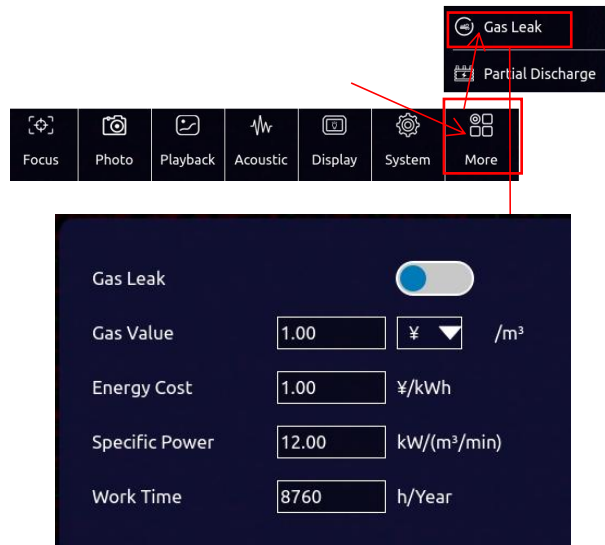 Gas Leak
Partial Discharge
Focus Photo Playback Acoustic Display System More
Gas Leak
Gas Value 1.00 ¥ /m³
Energy Cost 1.00 ¥/kWh
Specific Power 12.00 kW/(m³/min)
Work Time 8760 h/Year